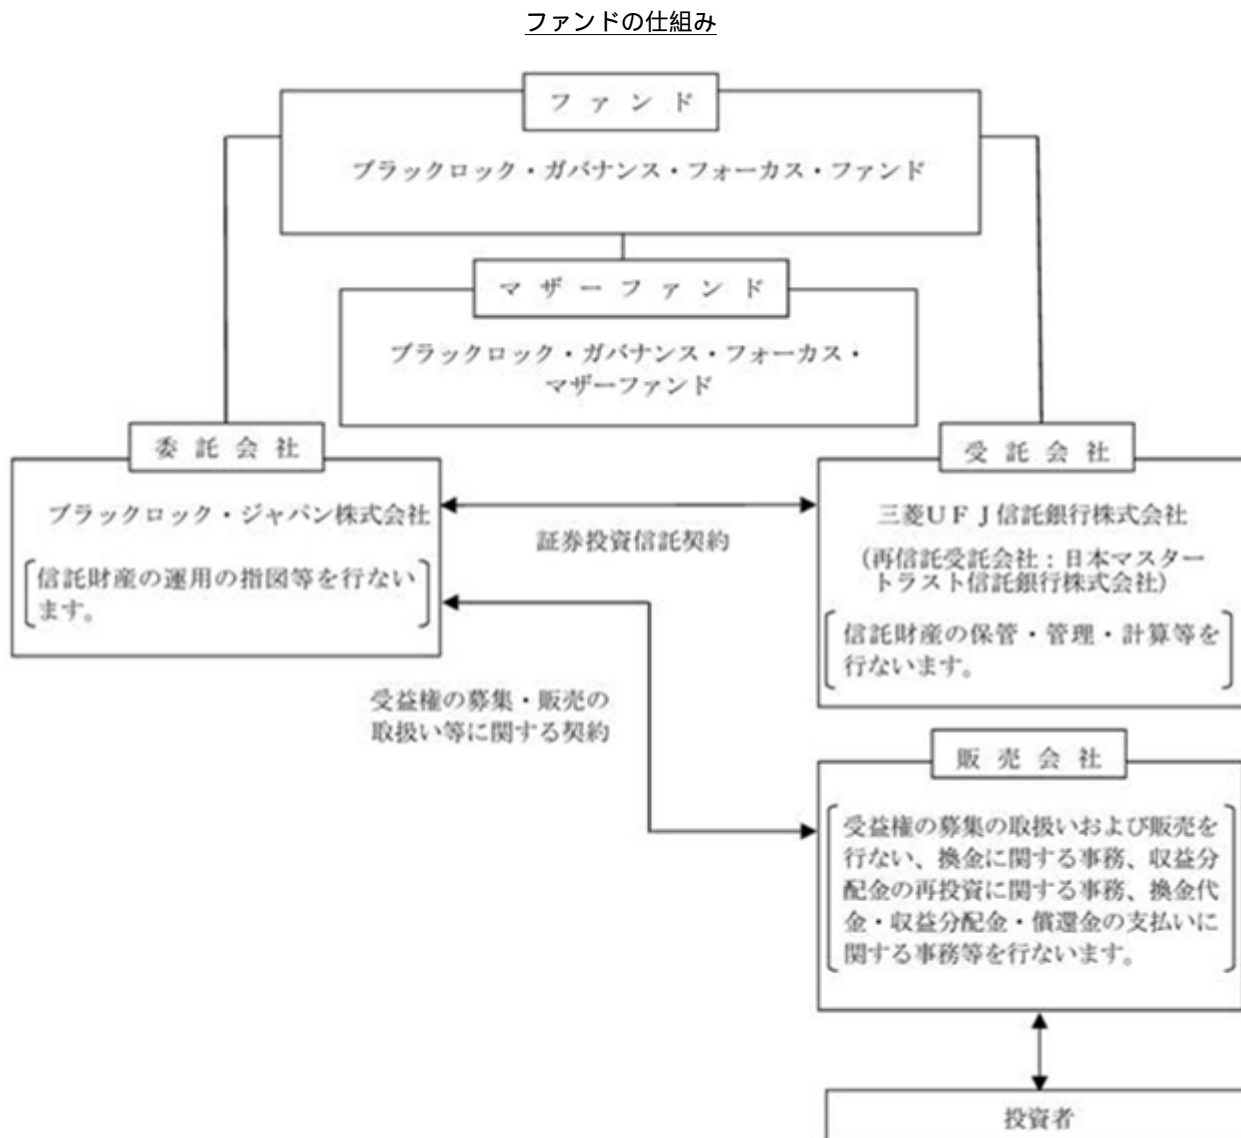 ファンドの仕組み
ファンド
ブラックロック・ガバナンス・フォーカス・ファンド
マザーファンド
ブラックロック・ガバナンス・フォーカス・
マザーファンド
委託会社
ブラックロック・ジャパン株式会社
信託財産の運用の指図等を行ない
ます。
証券投資信託契約
受託会社
三菱UFJ信託銀行株式会社
(再信託受託会社:日本マスター
トラスト信託銀行株式会社)
信託財産の保管・管理・計算等を
行ないます。
受益権の募集・販売の
取扱い等に関する契約
販売会社
受益権の募集の取扱いおよび販売を
行ない、換金に関する事務、収益分
配金の再投資に関する事務、換金代
金・収益分配金・償還金の支払いに
関する事務等を行ないます。
投資者